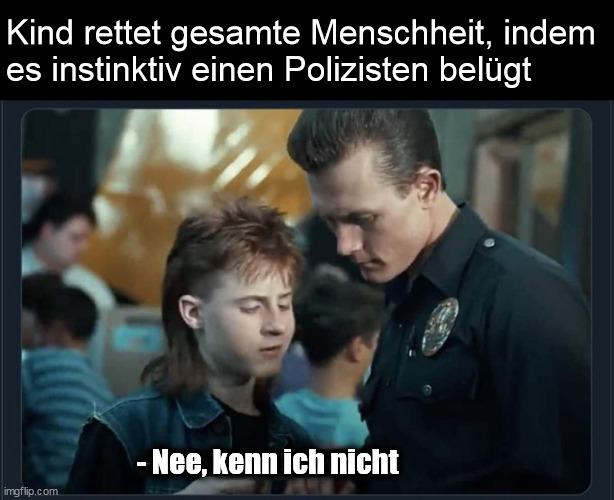 Kind rettet gesamte Menschheit, indem
es instinktiv einen Polizisten belügt
- Nee, kenn ich nicht
imgflip.com